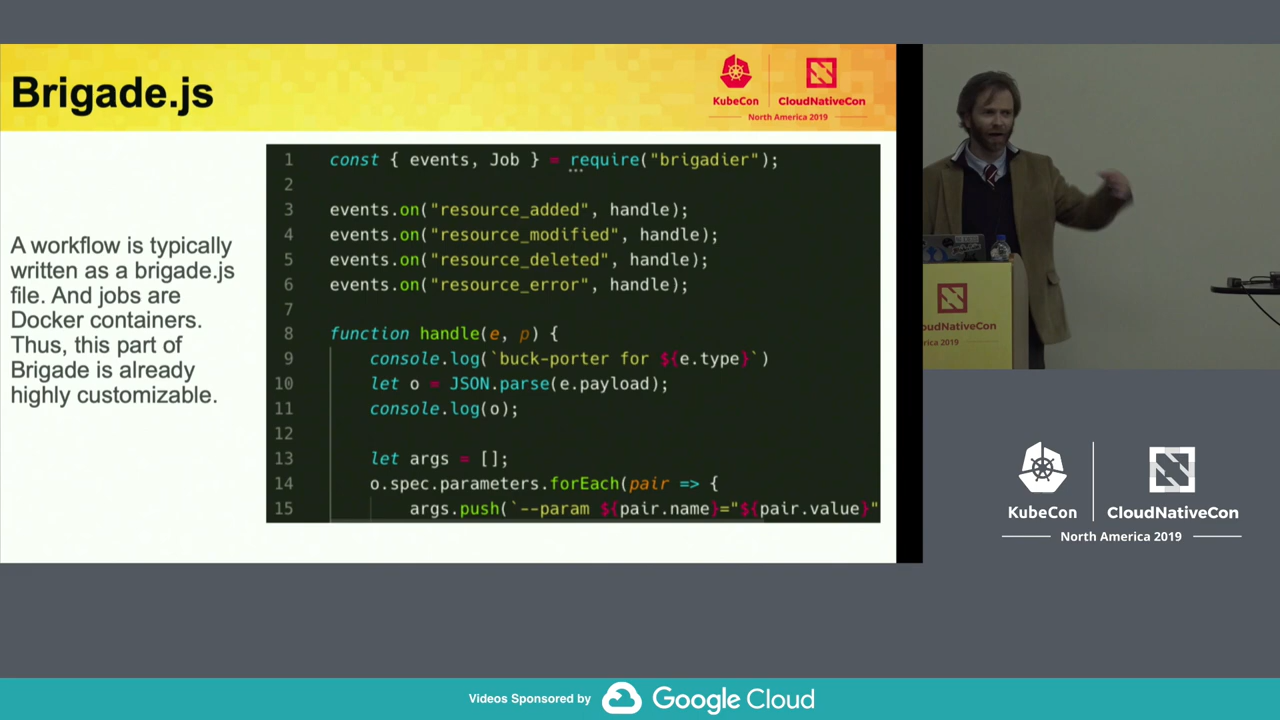 Brigade.js
KubeCon
CloudNativeCon
North America 2019
A workflow is typically
written as a brigade.js
file. And jobs are
Docker containers.
Thus, this part of
Brigade is already
highly customizable.
1 const { events, Job } = require("brigadier");
2
3 events.on("resource_added", handle);
4 events.on("resource_modified", handle);
5 events.on("resource_deleted", handle);
6 events.on("resource_error", handle);
7
8 function handle(e, p) {
9 console.log(`buck-porter for ${e.type}`)
10 let o = JSON.parse(e.payload);
11 console.log(o);
12
13 let args = [];
14 o.spec.parameters.forEach(pair => {
15 args.push(`--param ${pair.name}="${pair.value}"
oudNativeCon
erica 2019
KubeCon
CloudNativeCon
North America 2019
Videos Sponsored by Google Cloud